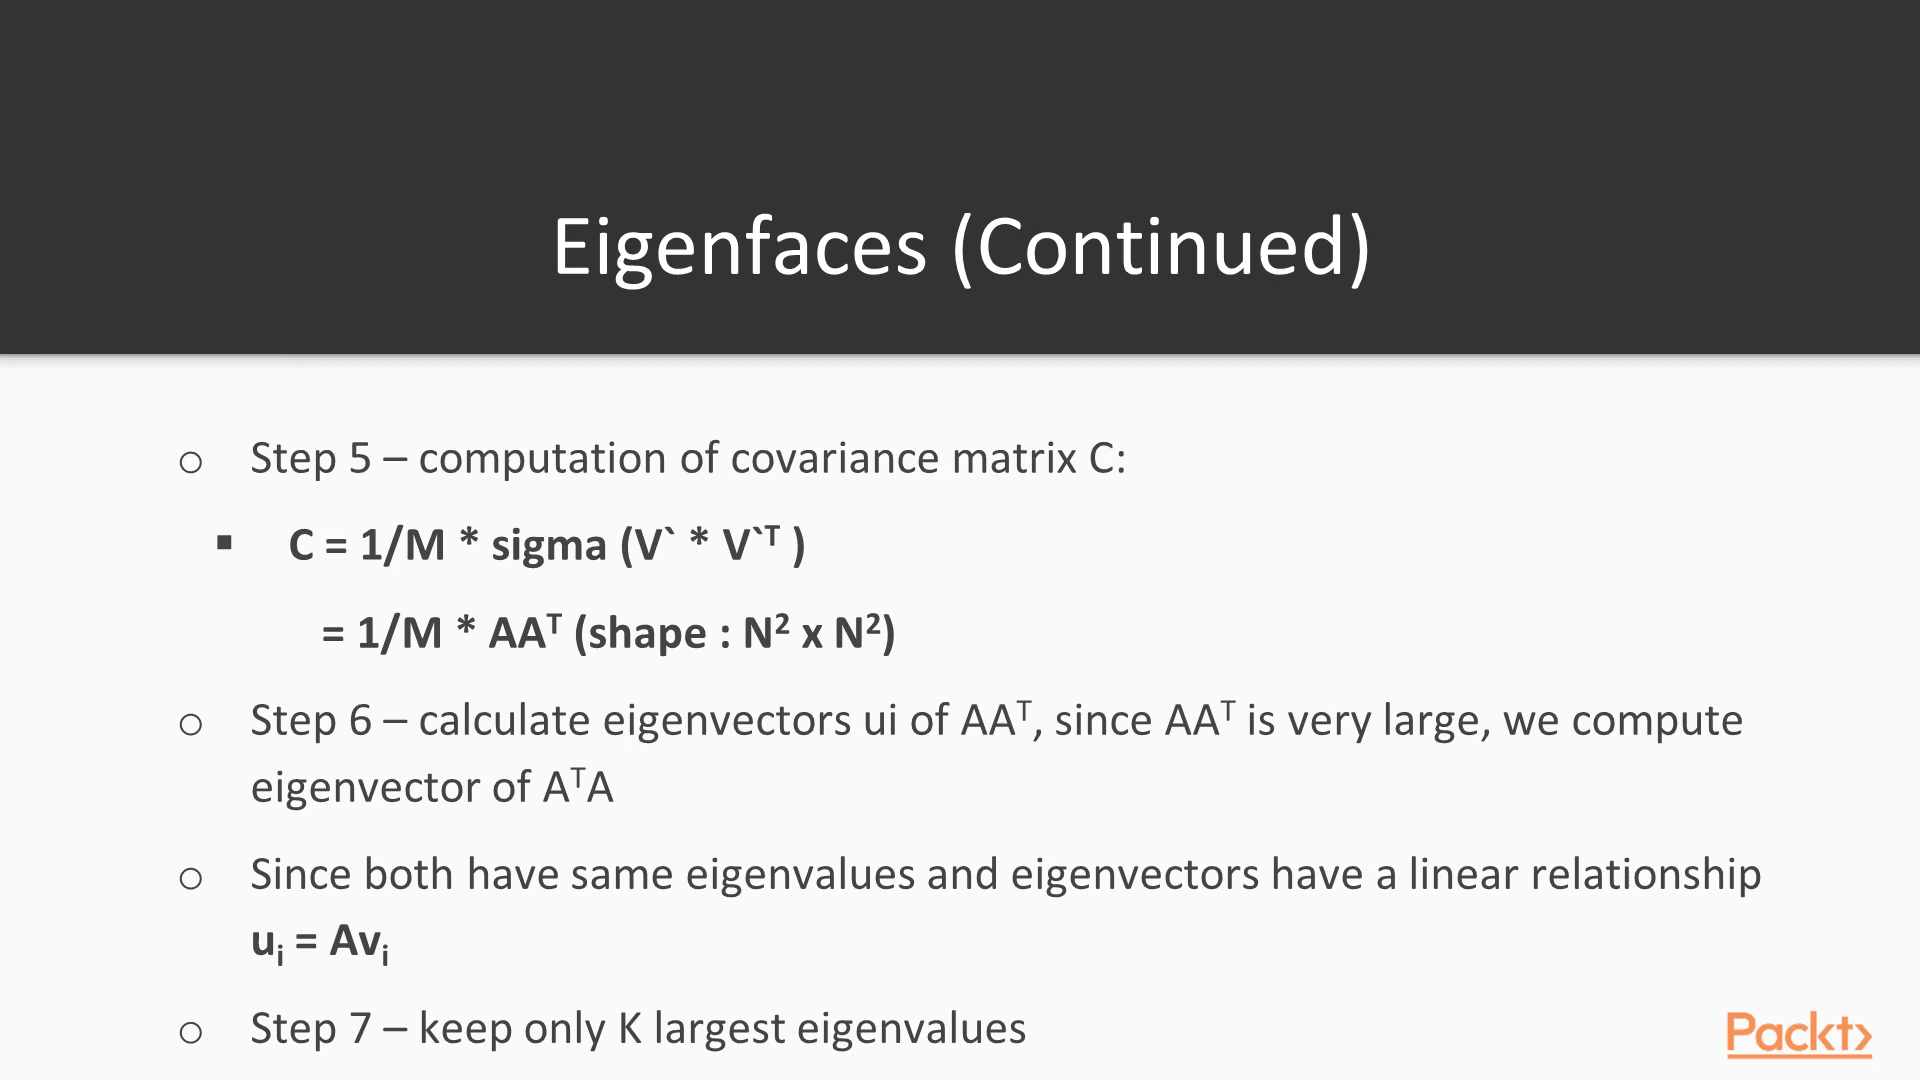 Eigenfaces (Continued)
o Step 5 – computation of covariance matrix C:
▪ C = 1/M * sigma (V` * V`ᵀ )
= 1/M * AAᵀ (shape : N² x N²)
o Step 6 – calculate eigenvectors ui of AAᵀ, since AAᵀ is very large, we compute
eigenvector of AᵀA
o Since both have same eigenvalues and eigenvectors have a linear relationship
uᵢ = Avᵢ
o Step 7 – keep only K largest eigenvalues
Packt>